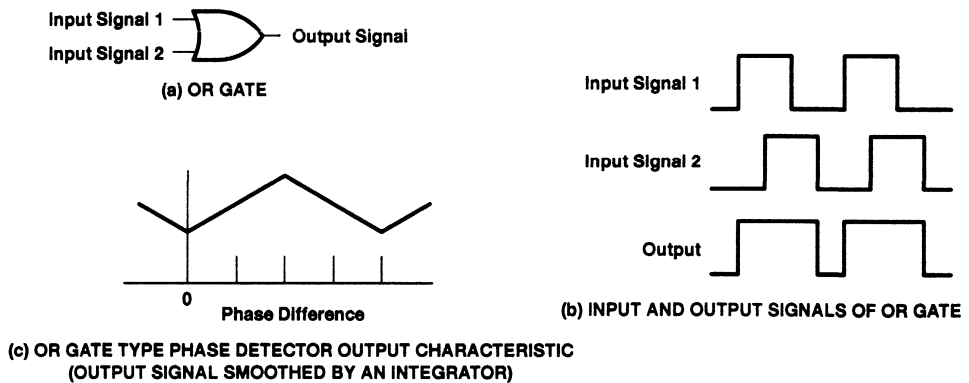 Input Signal 1
Input Signal 2
Output Signal
(a) OR GATE
Input Signal 1
Input Signal 2
Output
(b) INPUT AND OUTPUT SIGNALS OF OR GATE
0
Phase Difference
(c) OR GATE TYPE PHASE DETECTOR OUTPUT CHARACTERISTIC
(OUTPUT SIGNAL SMOOTHED BY AN INTEGRATOR)